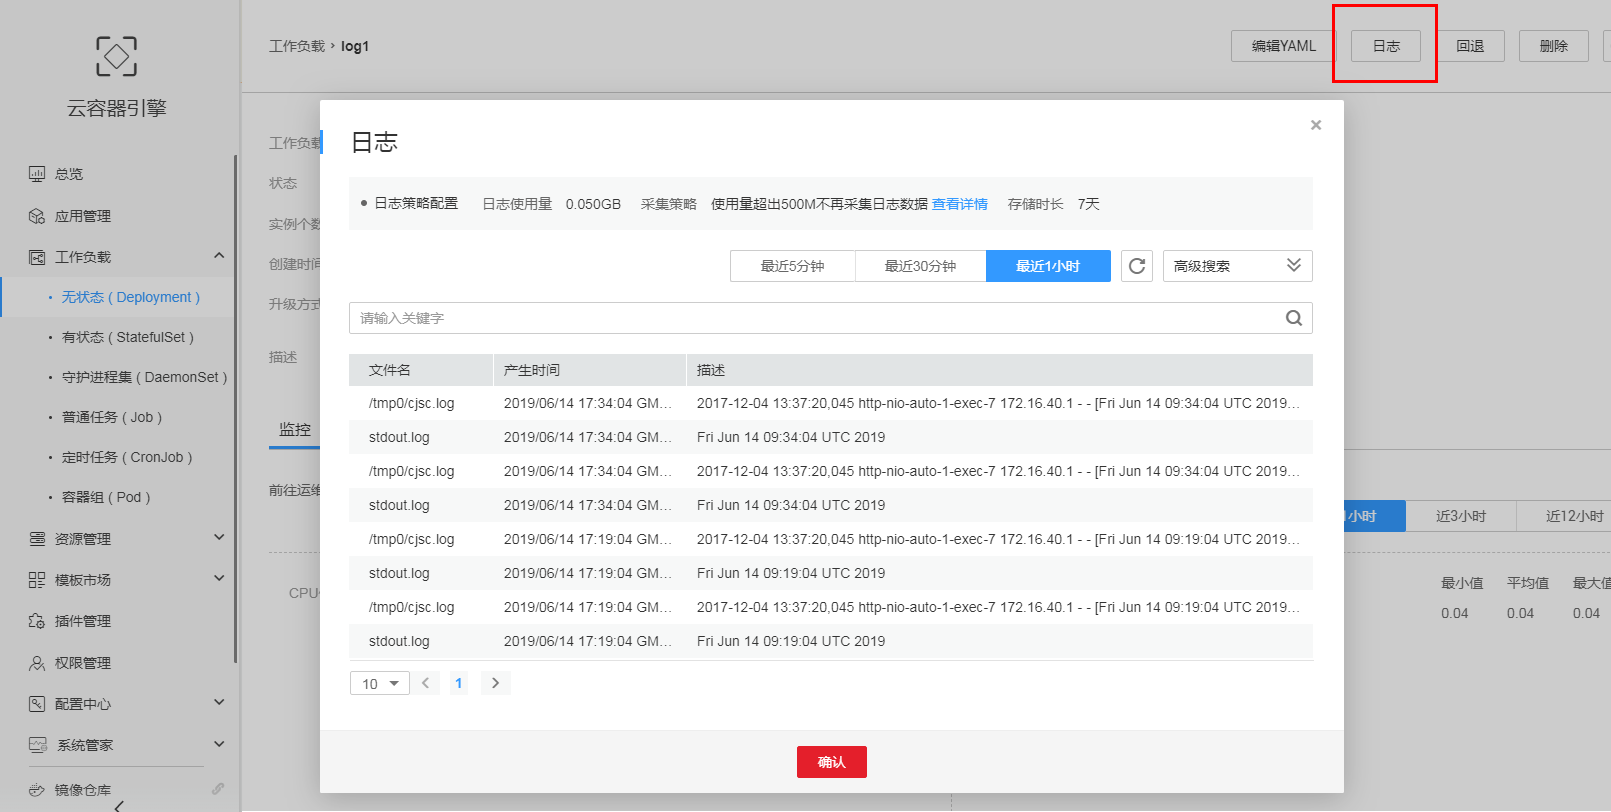 云容器引擎
总览
应用管理
工作负载
无状态 ( Deployment )
有状态 ( StatefulSet )
守护进程集 ( DaemonSet )
普通任务 ( Job )
定时任务 ( CronJob )
容器组 ( Pod )
资源管理
模板市场
插件管理
权限管理
配置中心
系统管家
镜像仓库
工作负载 › log1
编辑YAML 日志 回退 删除
工作负载
状态
实例个数
创建时间
升级方式
描述
监控
前往运维
CPU
日志
×
日志策略配置 日志使用量 0.050GB 采集策略 使用量超出500M不再采集日志数据 查看详情 存储时长 7天
最近5分钟 最近30分钟 最近1小时 高级搜索
请输入关键字
文件名 产生时间 描述
/tmp0/cjsc.log 2019/06/14 17:34:04 GM... 2017-12-04 13:37:20,045 http-nio-auto-1-exec-7 172.16.40.1 - - [Fri Jun 14 09:34:04 UTC 2019...
stdout.log 2019/06/14 17:34:04 GM... Fri Jun 14 09:34:04 UTC 2019
/tmp0/cjsc.log 2019/06/14 17:34:04 GM... 2017-12-04 13:37:20,045 http-nio-auto-1-exec-7 172.16.40.1 - - [Fri Jun 14 09:34:04 UTC 2019...
stdout.log 2019/06/14 17:34:04 GM... Fri Jun 14 09:34:04 UTC 2019
/tmp0/cjsc.log 2019/06/14 17:19:04 GM... 2017-12-04 13:37:20,045 http-nio-auto-1-exec-7 172.16.40.1 - - [Fri Jun 14 09:19:04 UTC 2019...
stdout.log 2019/06/14 17:19:04 GM... Fri Jun 14 09:19:04 UTC 2019
/tmp0/cjsc.log 2019/06/14 17:19:04 GM... 2017-12-04 13:37:20,045 http-nio-auto-1-exec-7 172.16.40.1 - - [Fri Jun 14 09:19:04 UTC 2019...
stdout.log 2019/06/14 17:19:04 GM... Fri Jun 14 09:19:04 UTC 2019
10 1
确认
1小时 近3小时 近12小时
最小值 平均值 最大值
0.04 0.04 0.04